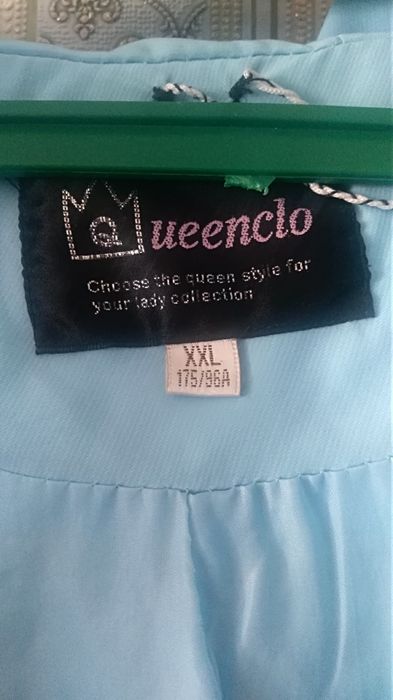 Queenclo
Choose the queen style for
your lady collection
XXL
175/96A